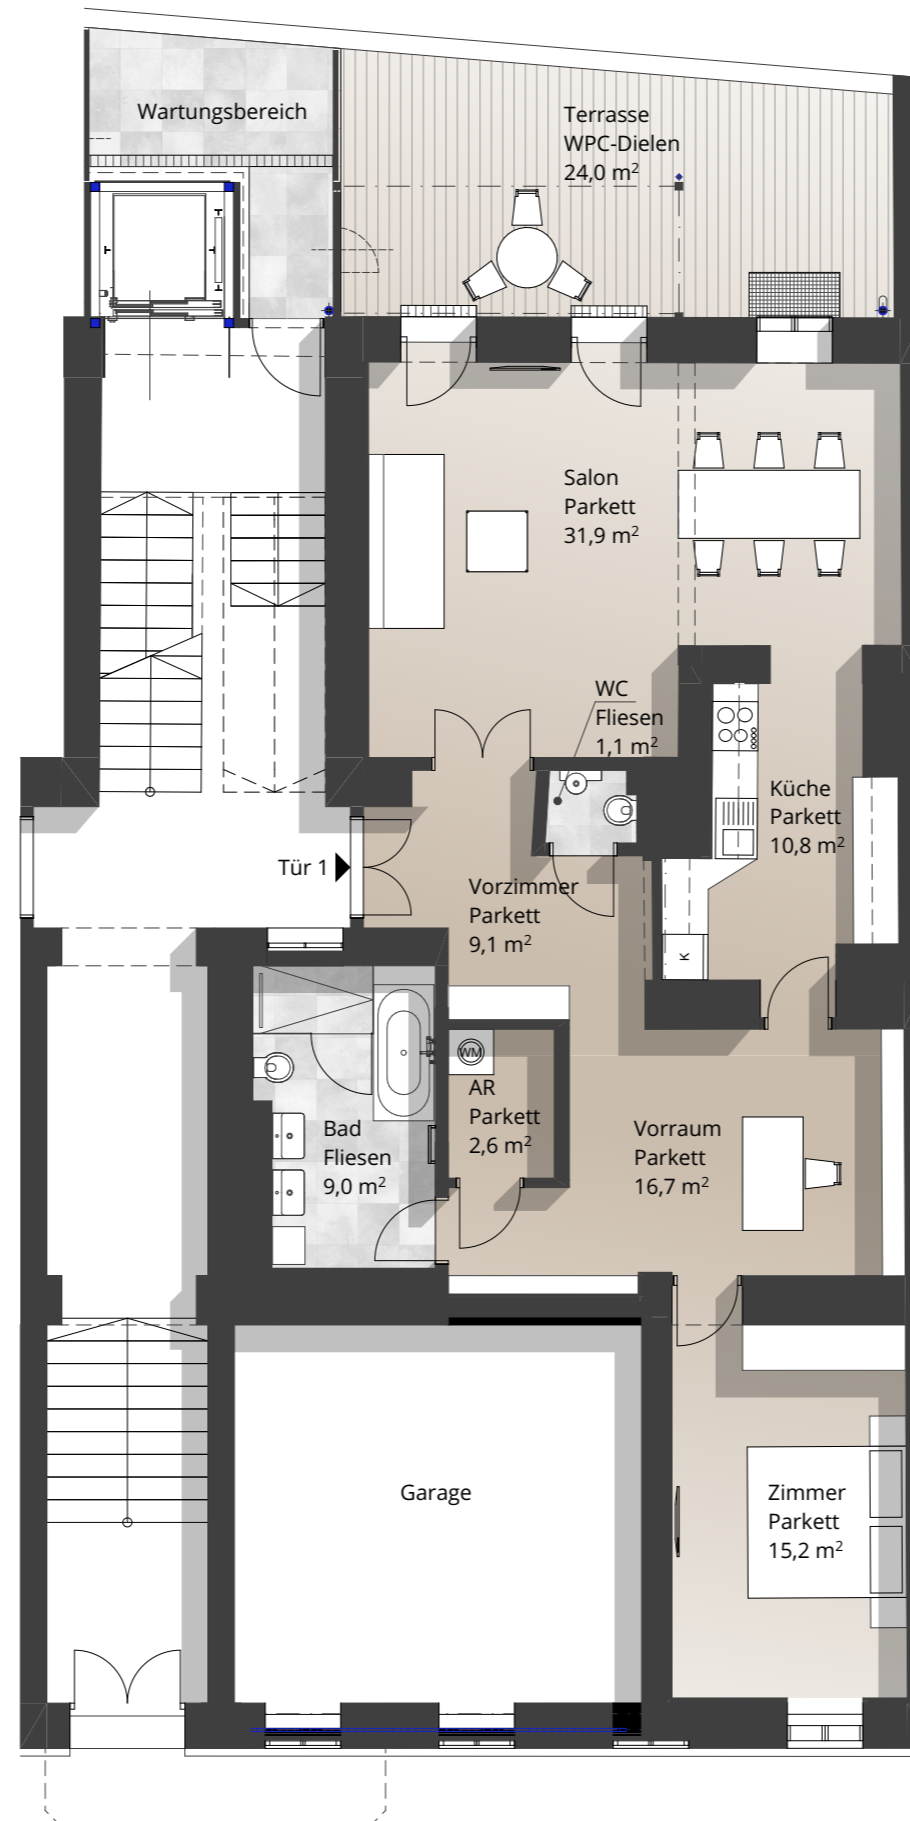 Wartungsbereich
Terrasse
WPC-Dielen
24,0 m²
Salon
Parkett
31,9 m²
WC
Fliesen
1,1 m²
Küche
Parkett
10,8 m²
Tür 1
Vorzimmer
Parkett
9,1 m²
K
WM
AR
Parkett
2,6 m²
Bad
Fliesen
9,0 m²
Vorraum
Parkett
16,7 m²
Garage
Zimmer
Parkett
15,2 m²